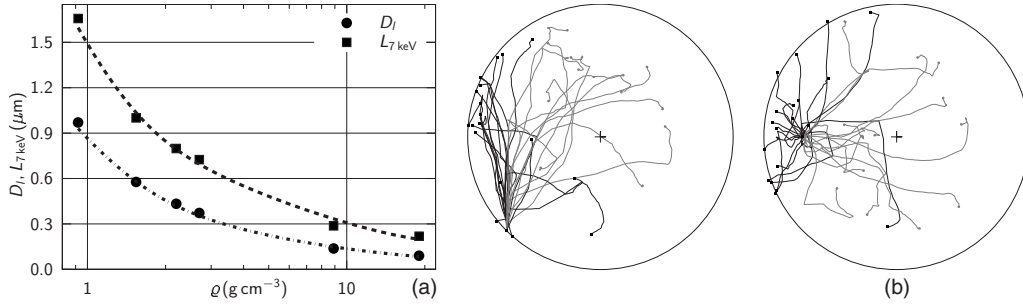 D_l
L_7 keV
1.5
1.2
0.9
0.6
0.3
0.0
D_l, L_7 keV (μm)
1
10
ϱ (g cm⁻³)
(a)
(b)